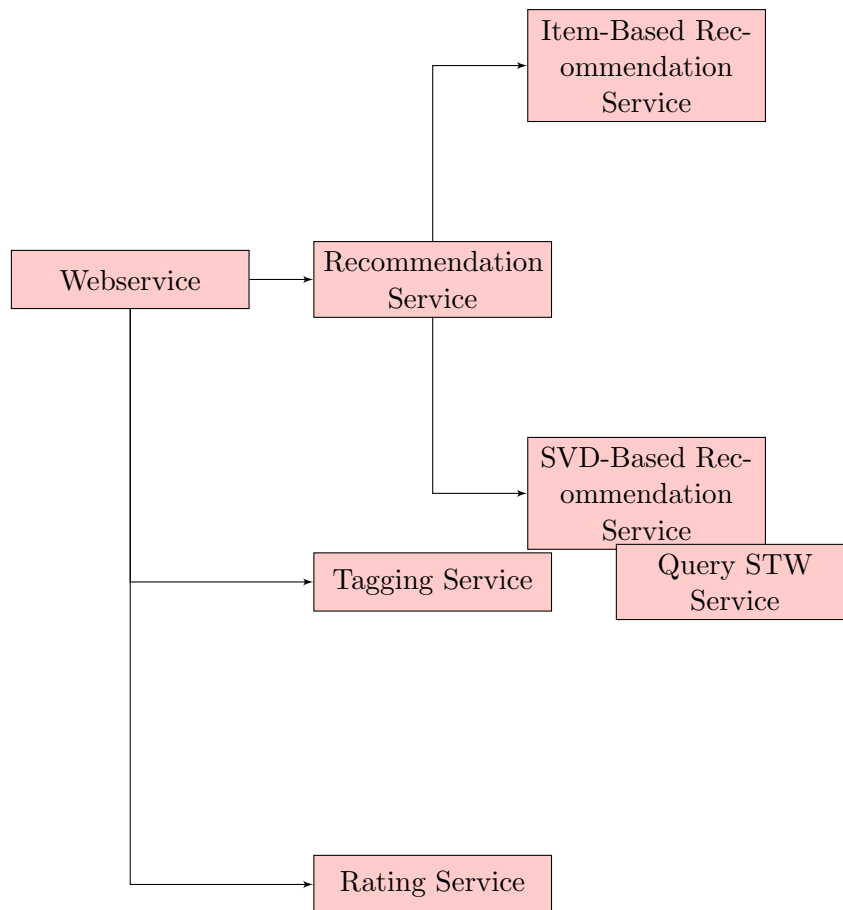 Item-Based Rec-
ommendation
Service
Webservice
Recommendation
Service
SVD-Based Rec-
ommendation
Service
Tagging Service
Query STW
Service
Rating Service